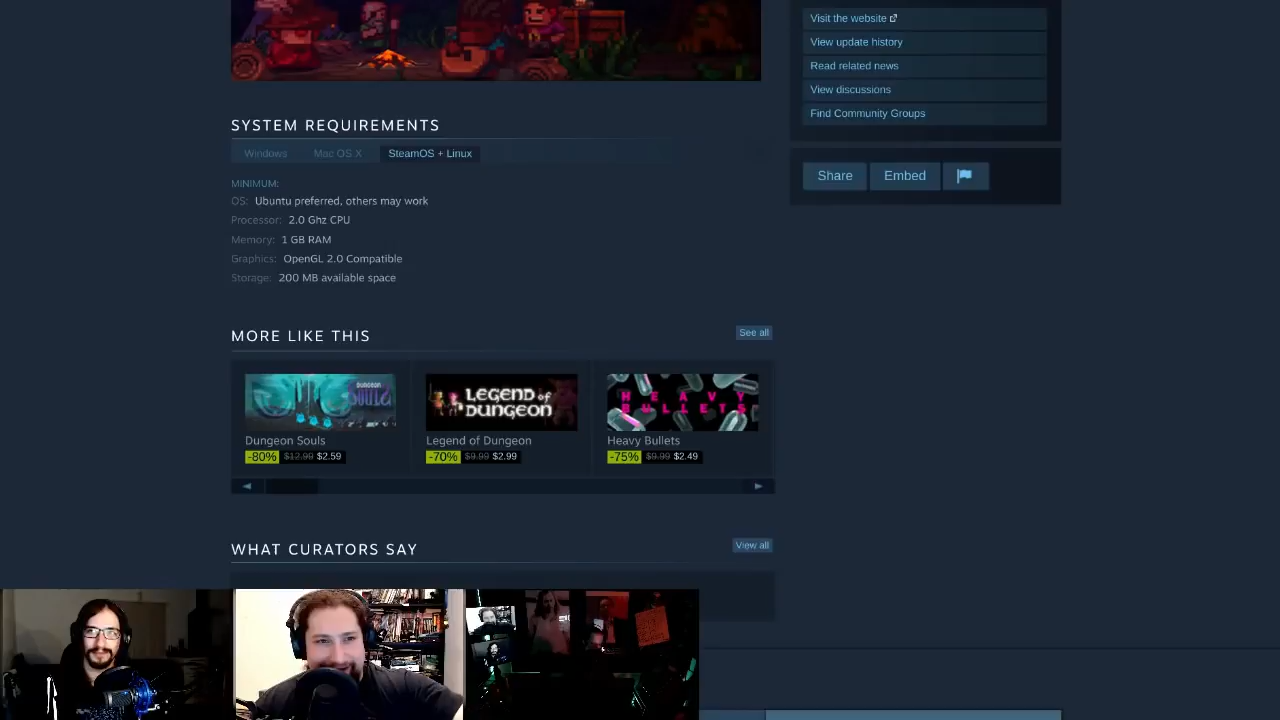 Visit the website
View update history
Read related news
View discussions
Find Community Groups
Share
Embed
SYSTEM REQUIREMENTS
Windows
Mac OS X
SteamOS + Linux
MINIMUM:
OS: Ubuntu preferred, others may work
Processor: 2.0 Ghz CPU
Memory: 1 GB RAM
Graphics: OpenGL 2.0 Compatible
Storage: 200 MB available space
MORE LIKE THIS
See all
DUNGEON SOULS
LEGEND of DUNGEON
HEAVY BULLETS
Dungeon Souls
-80% $12.99 $2.59
Legend of Dungeon
-70% $9.99 $2.99
Heavy Bullets
-75% $9.99 $2.49
WHAT CURATORS SAY
View all